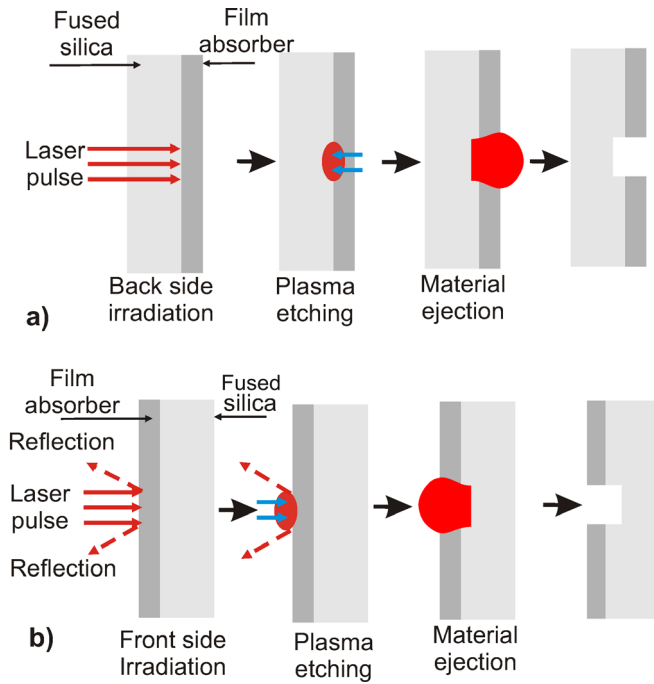 Fused
silica
Film
absorber
Laser
pulse
Back side
irradiation
Plasma
etching
Material
ejection
a)
Film
absorber
Fused
silica
Reflection
Laser
pulse
Reflection
Front side
Irradiation
Plasma
etching
Material
ejection
b)